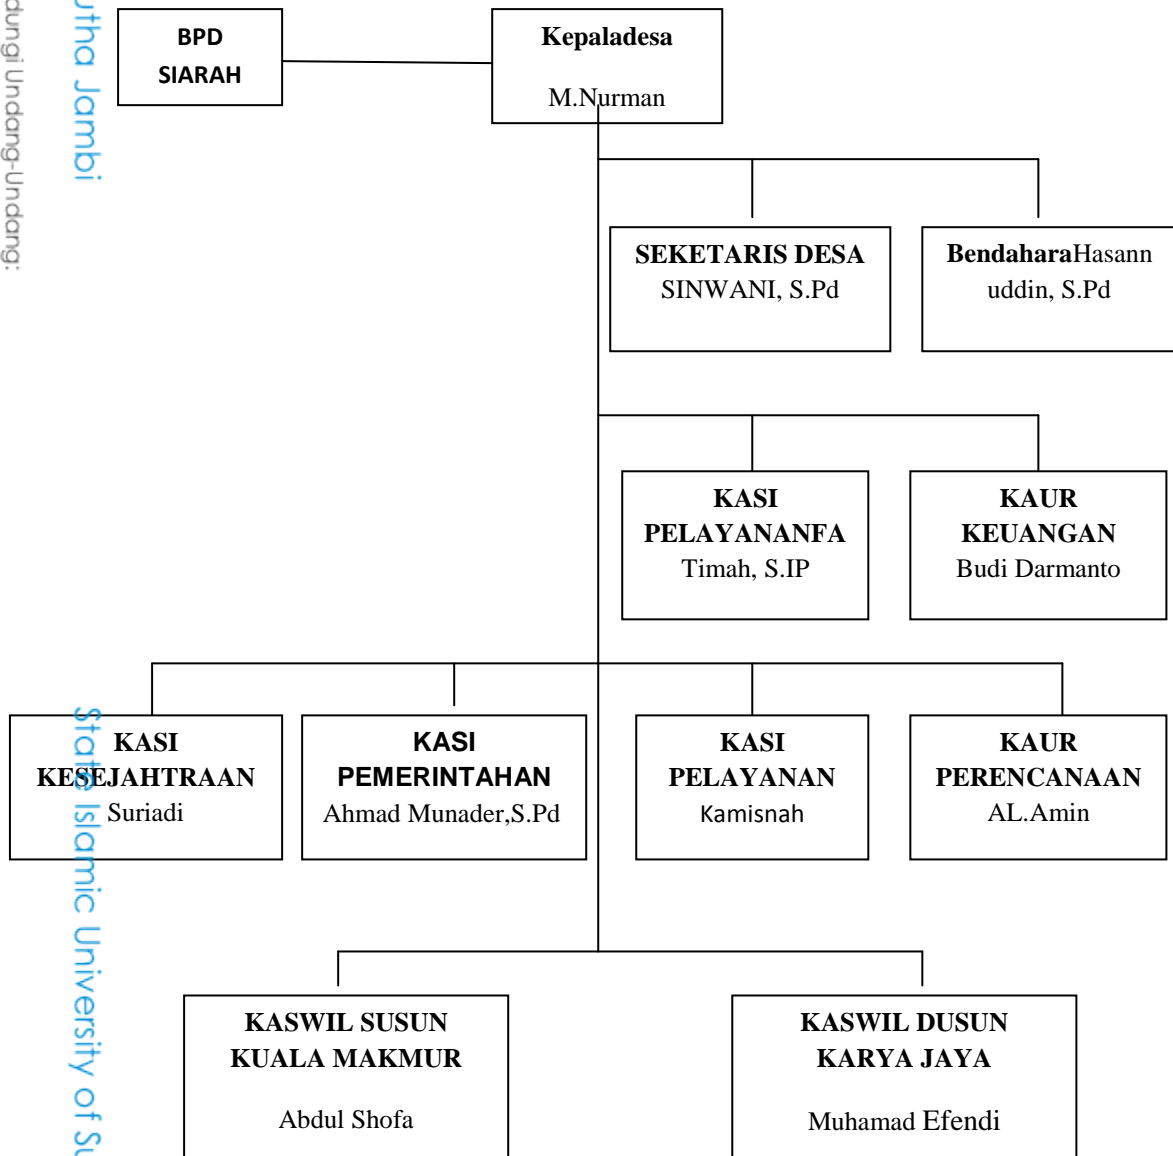 utha Jambi
dungi Undang-Undang:
BPD
SIARAH
Kepaladesa
M.Nurman
SEKETARIS DESA
SINWANI, S.Pd
BendaharaHasann
uddin, S.Pd
KASI
PELAYANANFA
Timah, S.IP
KAUR
KEUANGAN
Budi Darmanto
State Islamic University of Su
KASI
KESEJAHTRAAN
Suriadi
KASI
PEMERINTAHAN
Ahmad Munader,S.Pd
KASI
PELAYANAN
Kamisnah
KAUR
PERENCANAAN
AL.Amin
KASWIL SUSUN
KUALA MAKMUR
Abdul Shofa
KASWIL DUSUN
KARYA JAYA
Muhamad Efendi